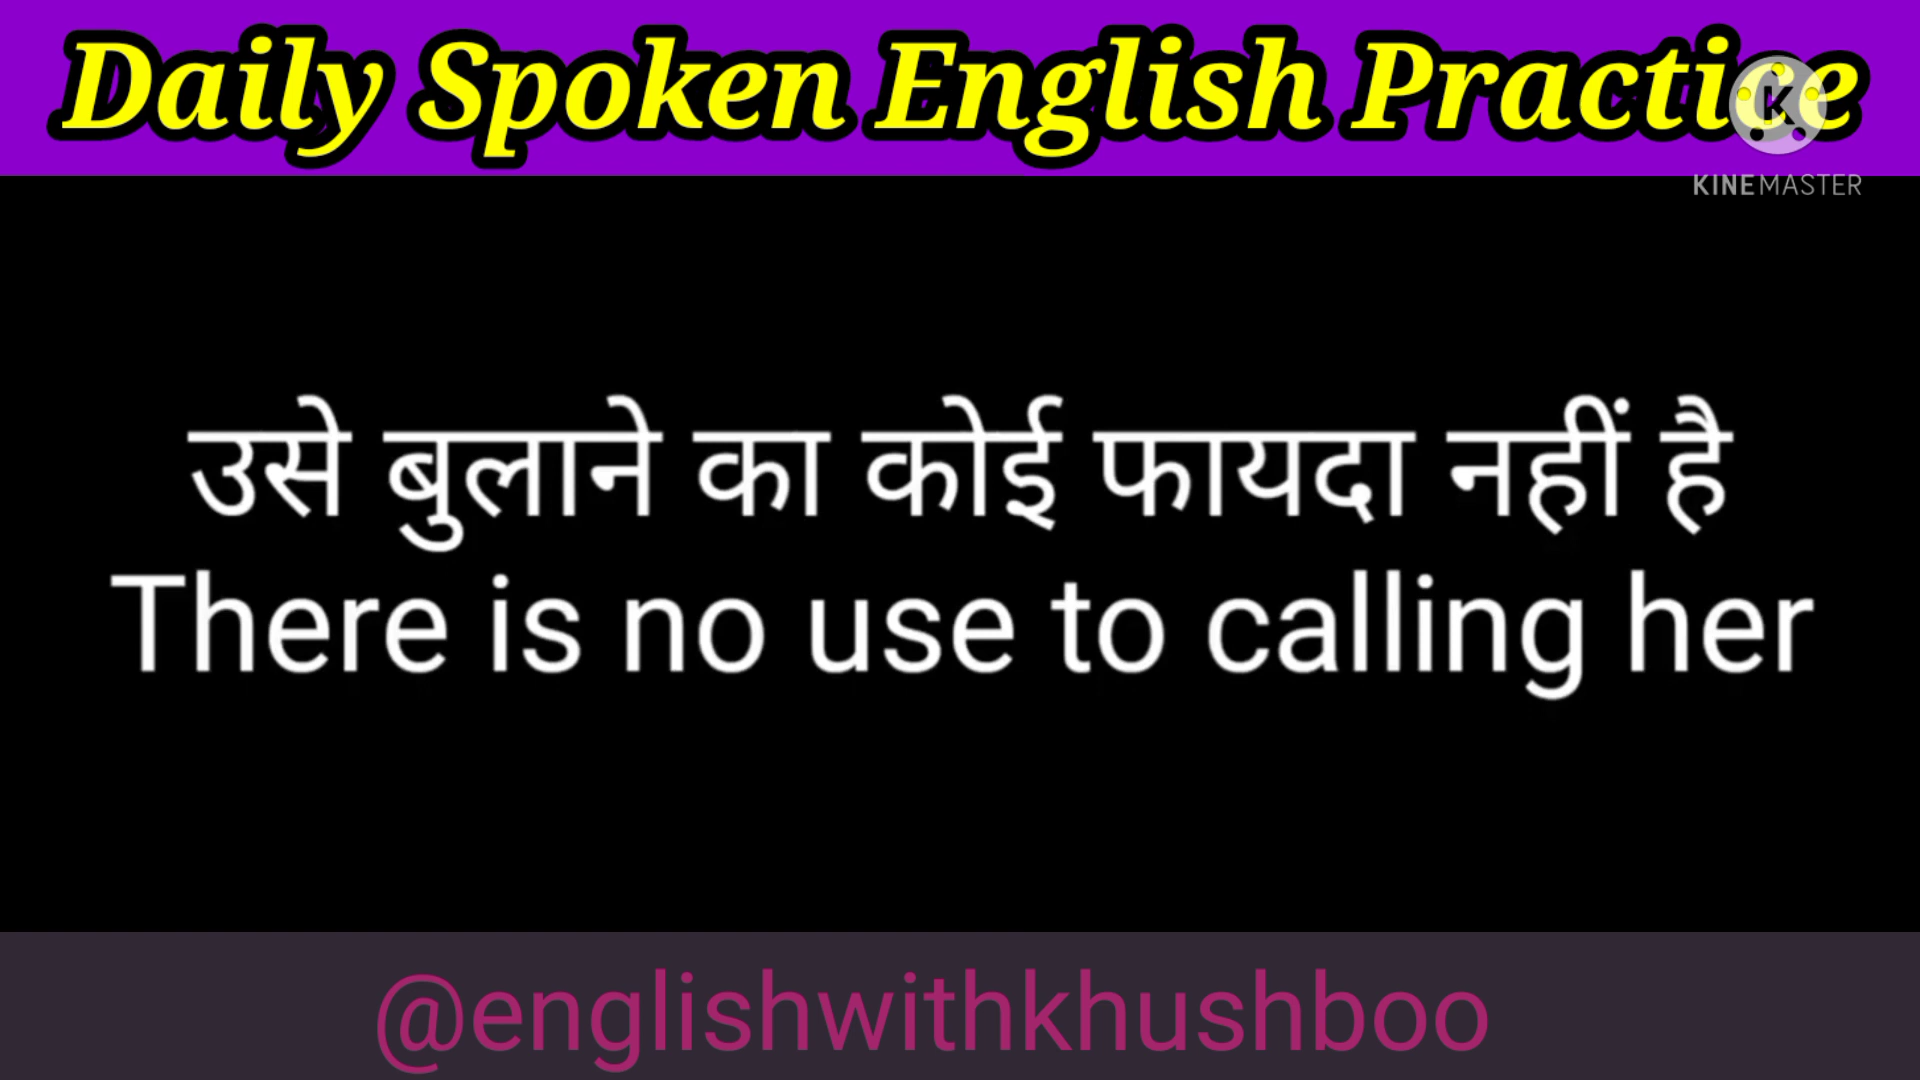 Daily Spoken English Practice
KINEMASTER
उसे बुलाने का कोई फायदा नहीं है
There is no use to calling her
@englishwithkhushboo